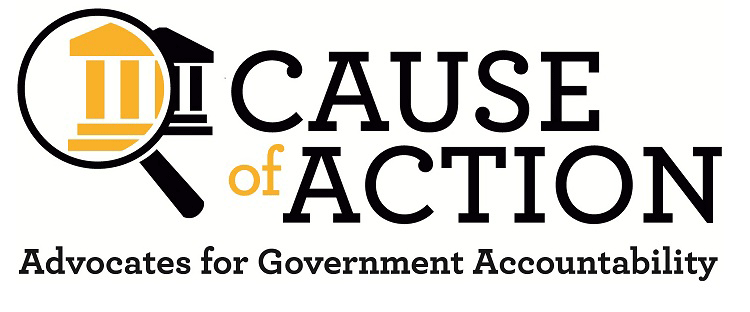 CAUSE
of ACTION
Advocates for Government Accountability